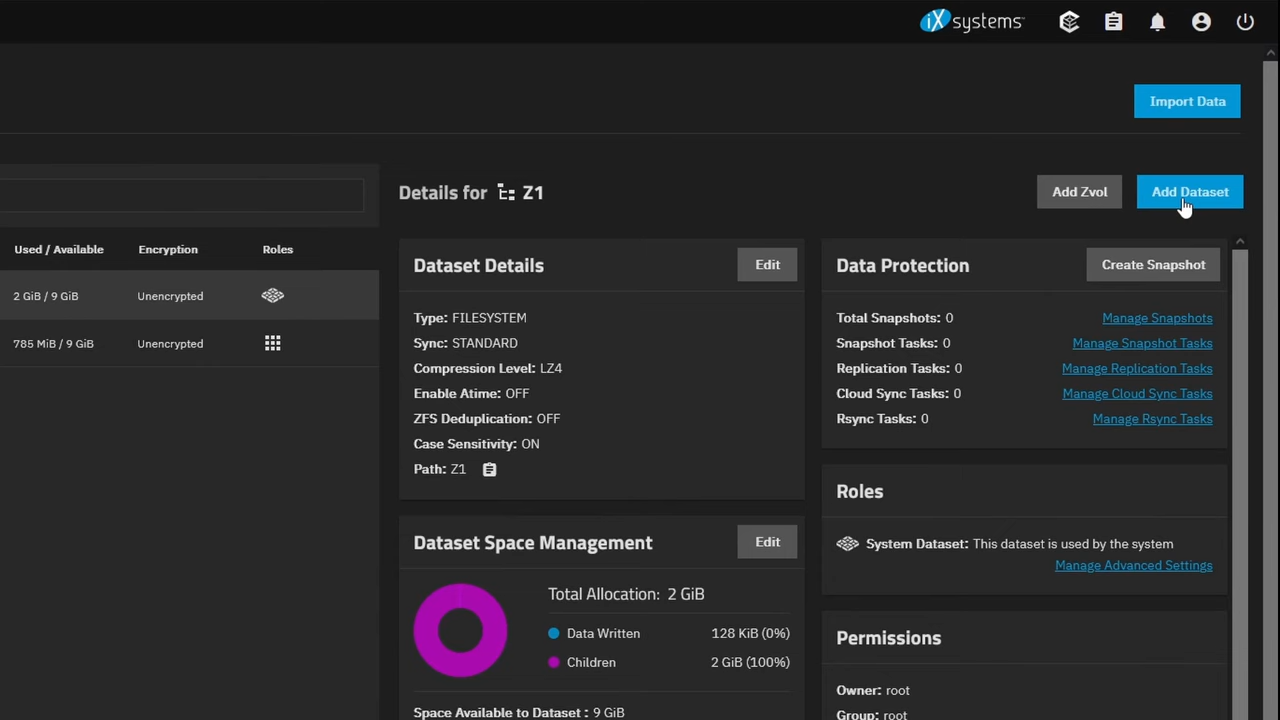 iXsystems
Import Data
Details for Z1
Add Zvol
Add Dataset
Used / Available
Encryption
Roles
2 GiB / 9 GiB
Unencrypted
785 MiB / 9 GiB
Unencrypted
Dataset Details
Edit
Type: FILESYSTEM
Sync: STANDARD
Compression Level: LZ4
Enable Atime: OFF
ZFS Deduplication: OFF
Case Sensitivity: ON
Path: Z1
Dataset Space Management
Edit
Total Allocation: 2 GiB
Data Written 128 KiB (0%)
Children 2 GiB (100%)
Space Available to Dataset : 9 GiB
Data Protection
Create Snapshot
Total Snapshots: 0 Manage Snapshots
Snapshot Tasks: 0 Manage Snapshot Tasks
Replication Tasks: 0 Manage Replication Tasks
Cloud Sync Tasks: 0 Manage Cloud Sync Tasks
Rsync Tasks: 0 Manage Rsync Tasks
Roles
System Dataset: This dataset is used by the system
Manage Advanced Settings
Permissions
Owner: root
Group: root